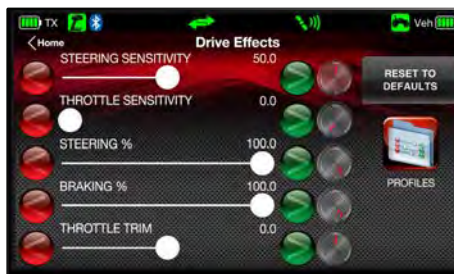 TX Veh
Home Drive Effects
STEERING SENSITIVITY 50.0
RESET TO
DEFAULTS
THROTTLE SENSITIVITY 0.0
STEERING % 100.0
PROFILES
BRAKING % 100.0
THROTTLE TRIM 0.0